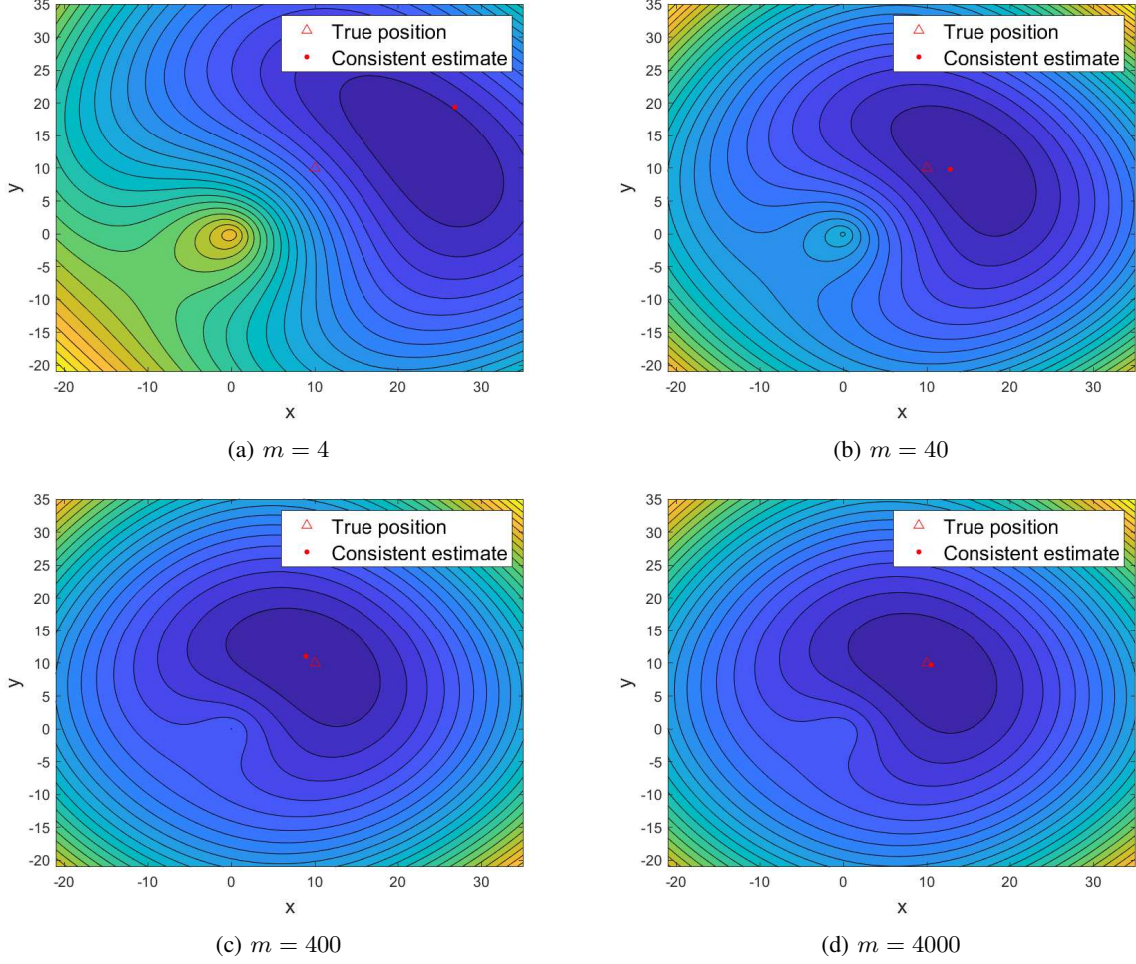 35
30
25
20
15
10
5
0
-5
-10
-15
-20
y
True position
Consistent estimate
-20 -10 0 10 20 30
x
(a) m = 4
35
30
25
20
15
10
5
0
-5
-10
-15
-20
y
True position
Consistent estimate
-20 -10 0 10 20 30
x
(b) m = 40
35
30
25
20
15
10
5
0
-5
-10
-15
-20
y
True position
Consistent estimate
-20 -10 0 10 20 30
x
(c) m = 400
35
30
25
20
15
10
5
0
-5
-10
-15
-20
y
True position
Consistent estimate
-20 -10 0 10 20 30
x
(d) m = 4000